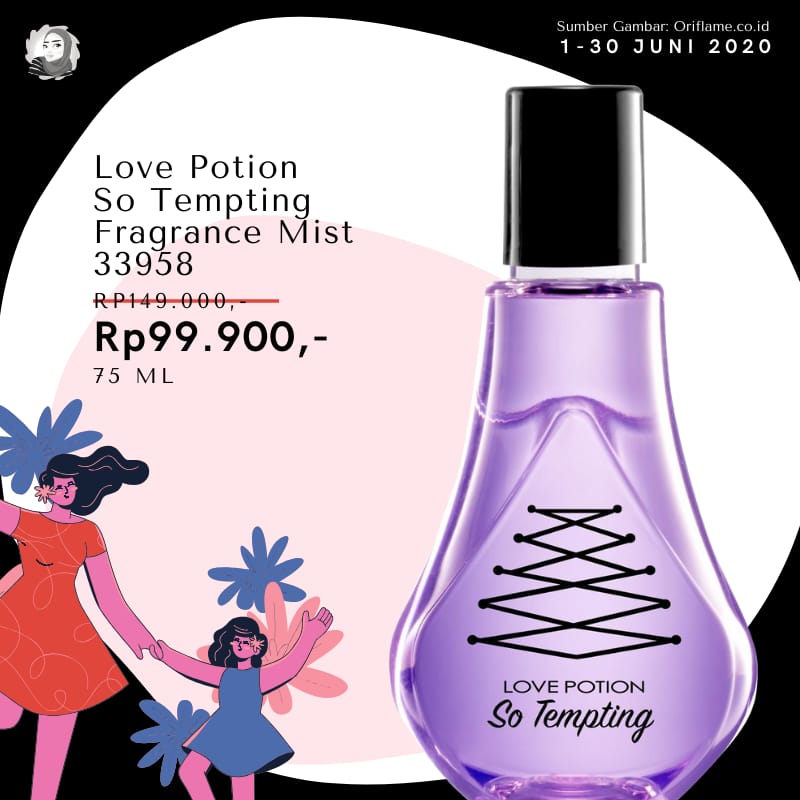 Sumber Gambar: Oriflame.co.id
1-30 JUNI 2020
Love Potion
So Tempting
Fragrance Mist
33958
RP149.000,-
Rp99.900,-
75 ML
LOVE POTION
So Tempting